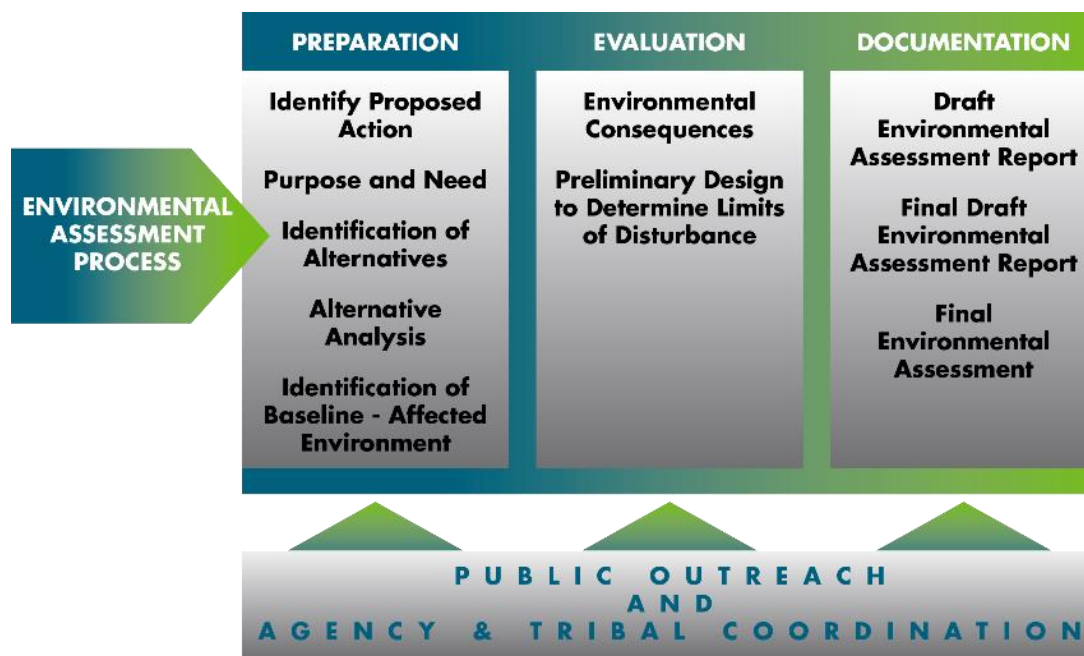 PREPARATION
EVALUATION
DOCUMENTATION
ENVIRONMENTAL
ASSESSMENT
PROCESS
Identify Proposed
Action
Purpose and Need
Identification of
Alternatives
Alternative
Analysis
Identification of
Baseline - Affected
Environment
Environmental
Consequences
Preliminary Design
to Determine Limits
of Disturbance
Draft
Environmental
Assessment Report
Final Draft
Environmental
Assessment Report
Final
Environmental
Assessment
PUBLIC OUTREACH
AND
AGENCY & TRIBAL COORDINATION